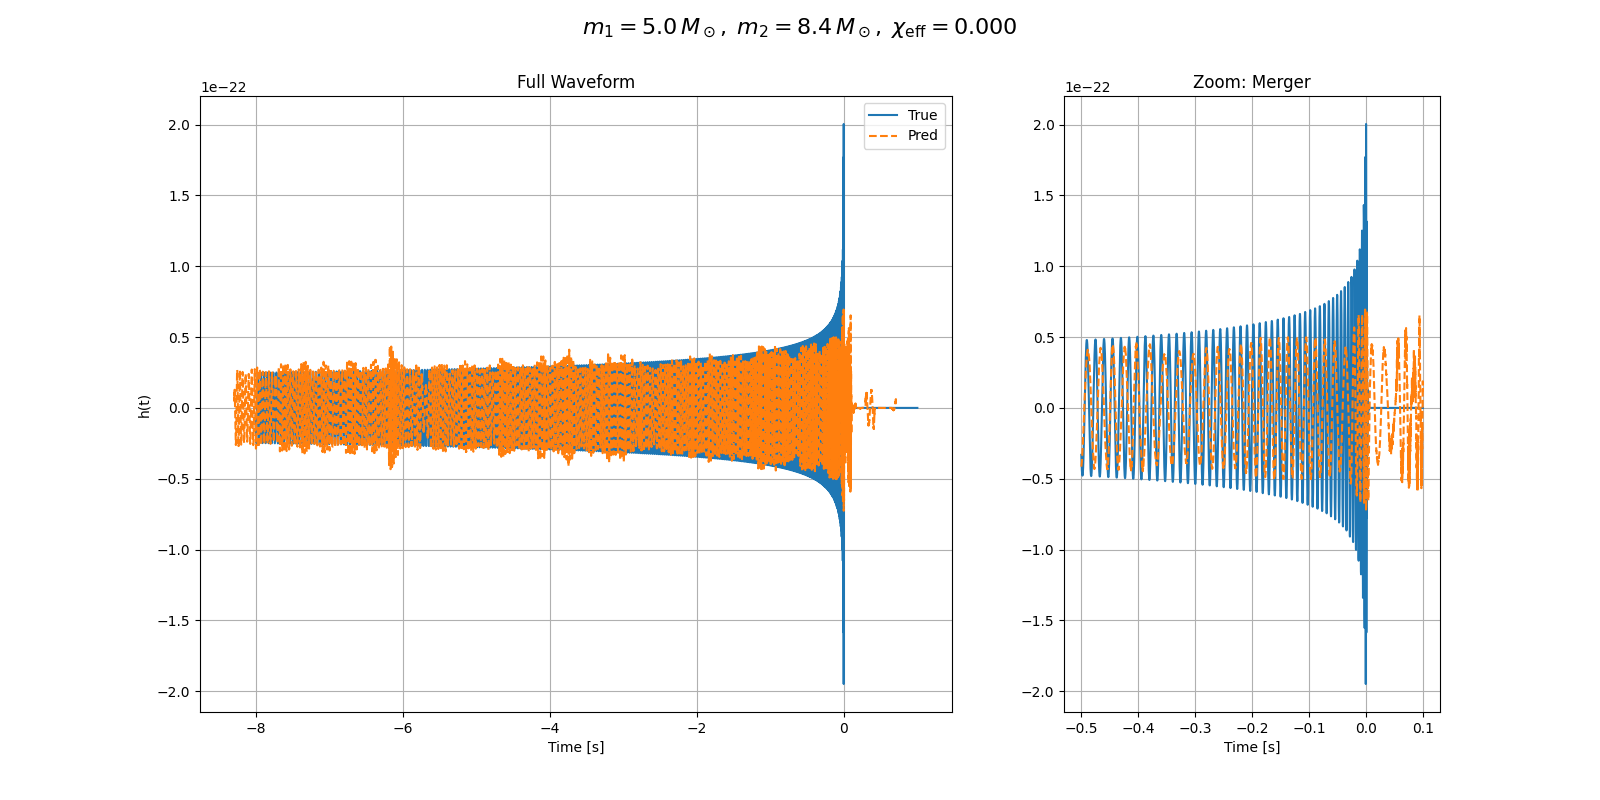 m₁ = 5.0 M⊙, m₂ = 8.4 M⊙, χeff = 0.000
Full Waveform
1e−22
2.0
1.5
1.0
0.5
0.0
−0.5
−1.0
−1.5
−2.0
h(t)
True
Pred
−8 −6 −4 −2 0
Time [s]
Zoom: Merger
1e−22
2.0
1.5
1.0
0.5
0.0
−0.5
−1.0
−1.5
−2.0
−0.5 −0.4 −0.3 −0.2 −0.1 0.0 0.1
Time [s]